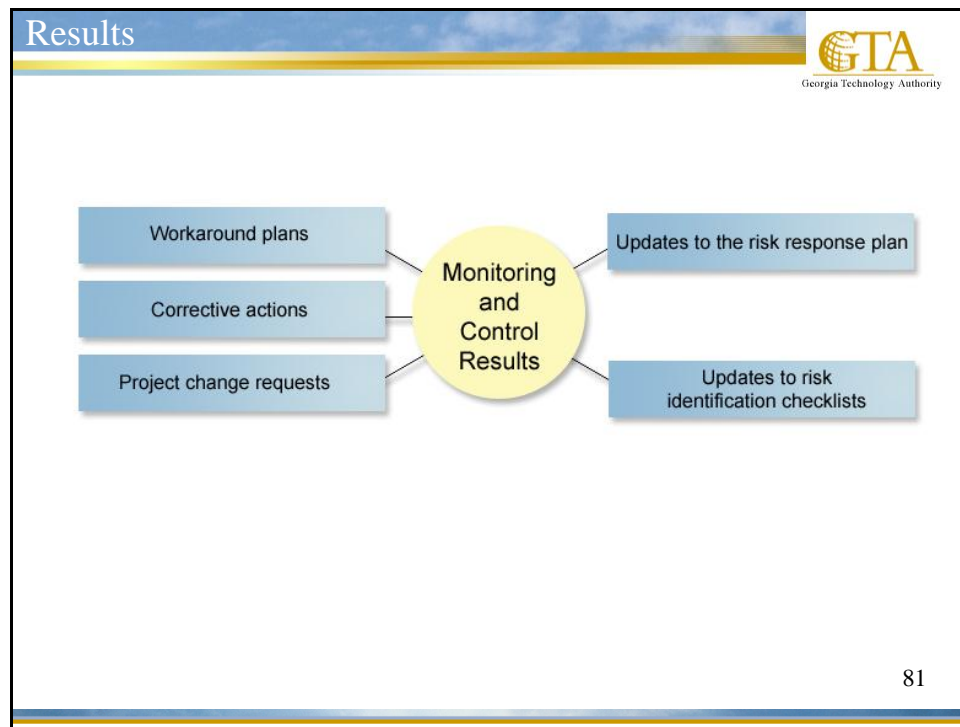 Results
GTA
Georgia Technology Authority
Workaround plans
Corrective actions
Project change requests
Monitoring
and
Control
Results
Updates to the risk response plan
Updates to risk
identification checklists
81